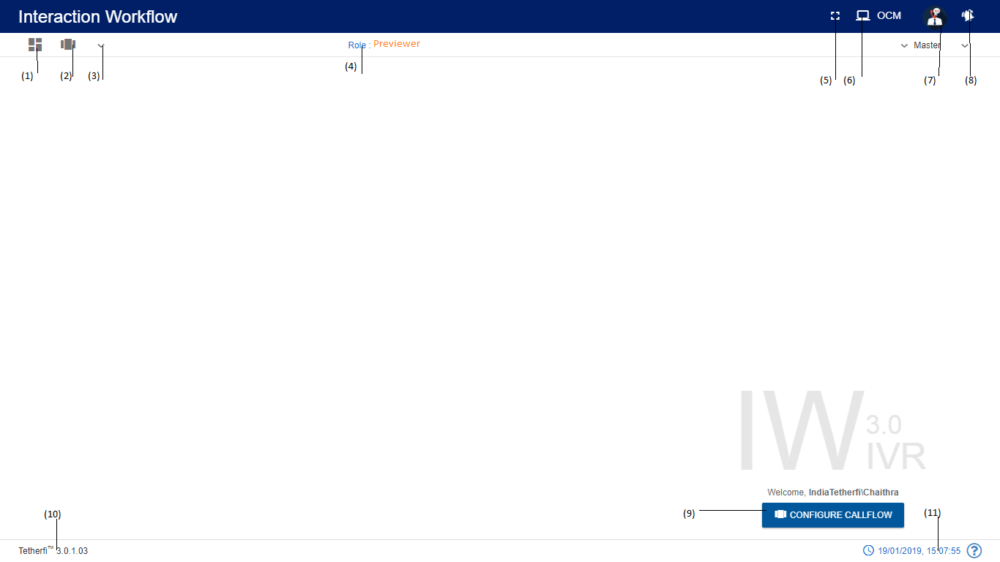 Interaction Workflow
OCM
Role : Previewer
Master
(1)
(2)
(3)
(4)
(5)
(6)
(7)
(8)
IW 3.0
IVR
Welcome, IndiaTetherfi\Chaithra
(9)
CONFIGURE CALLFLOW
(10)
(11)
Tetherfi™ 3.0.1.03
19/01/2019, 15:07:55
?